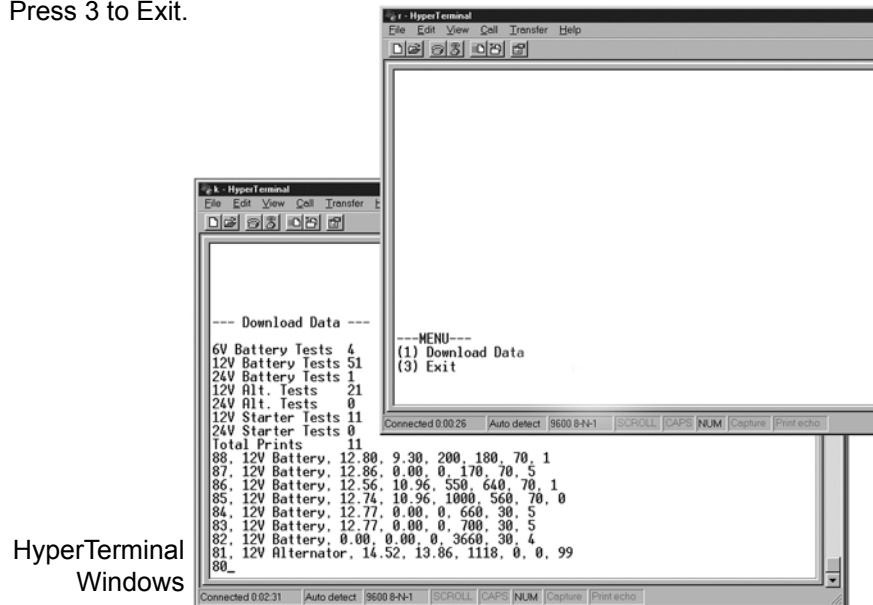 Press 3 to Exit.
r - HyperTerminal
File Edit View Call Transfer Help
---MENU---
(1) Download Data
(3) Exit
Connected 0:00:26 Auto detect 9600 8-N-1 SCROLL CAPS NUM Capture Print echo
k - HyperTerminal
File Edit View Call Transfer
--- Download Data ---
6V Battery Tests 4
12V Battery Tests 51
24V Battery Tests 1
12V Alt. Tests 21
24V Alt. Tests 0
12V Starter Tests 11
24V Starter Tests 0
Total Prints 11
88, 12V Battery, 12.80, 9.30, 200, 180, 70, 1
87, 12V Battery, 12.86, 0.00, 0, 170, 70, 5
86, 12V Battery, 12.56, 10.96, 550, 640, 70, 1
85, 12V Battery, 12.74, 10.96, 1000, 560, 70, 0
84, 12V Battery, 12.77, 0.00, 0, 660, 30, 5
83, 12V Battery, 12.77, 0.00, 0, 700, 30, 5
82, 12V Battery, 0.00, 0.00, 0, 3660, 30, 4
81, 12V Alternator, 14.52, 13.86, 1118, 0, 0, 99
80_
Connected 0:02:31 Auto detect 9600 8-N-1 SCROLL CAPS NUM Capture Print echo
HyperTerminal
Windows